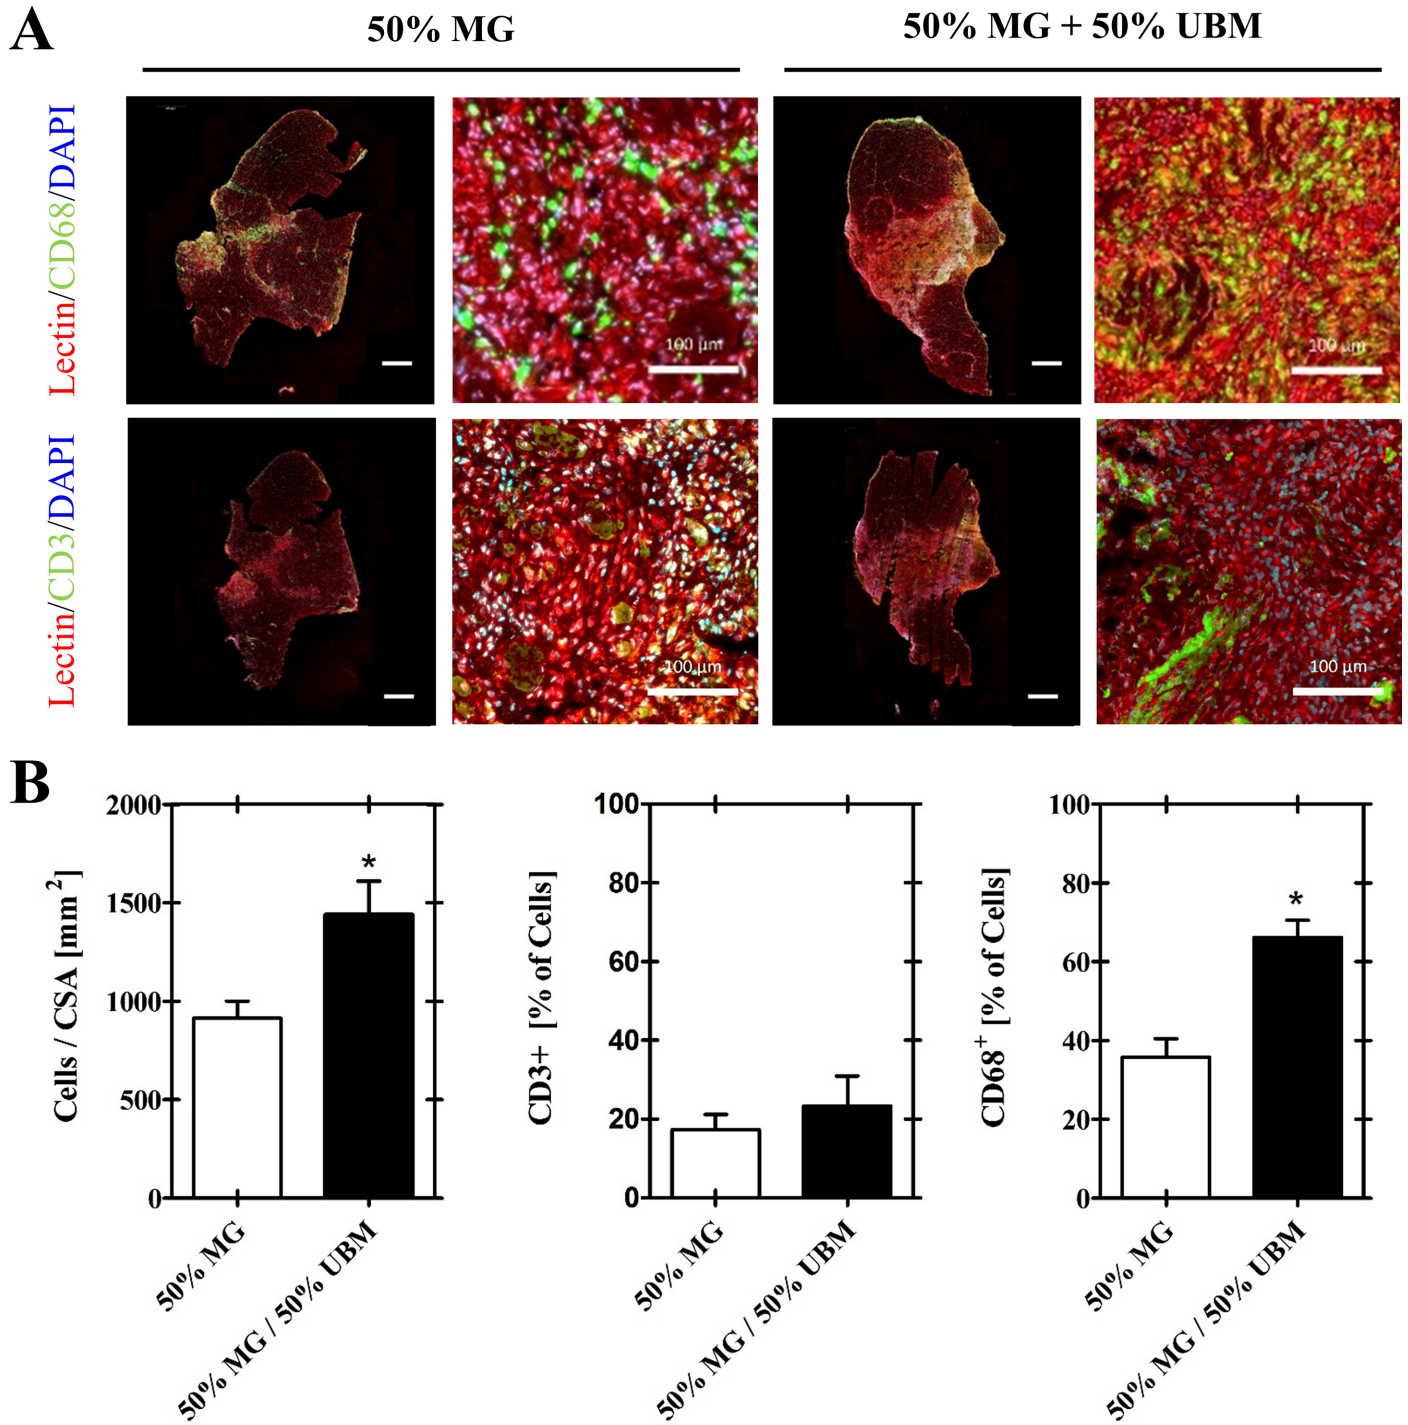 A
50% MG
50% MG + 50% UBM
Lectin/CD68/DAPI
100 µm
100 µm
Lectin/CD3/DAPI
100 µm
100 µm
B
Cells / CSA [mm²]
2000
1500
1000
500
0
*
50% MG
50% MG / 50% UBM
CD3+ [% of Cells]
100
80
60
40
20
0
50% MG
50% MG / 50% UBM
CD68⁺ [% of Cells]
100
80
60
40
20
0
*
50% MG
50% MG / 50% UBM